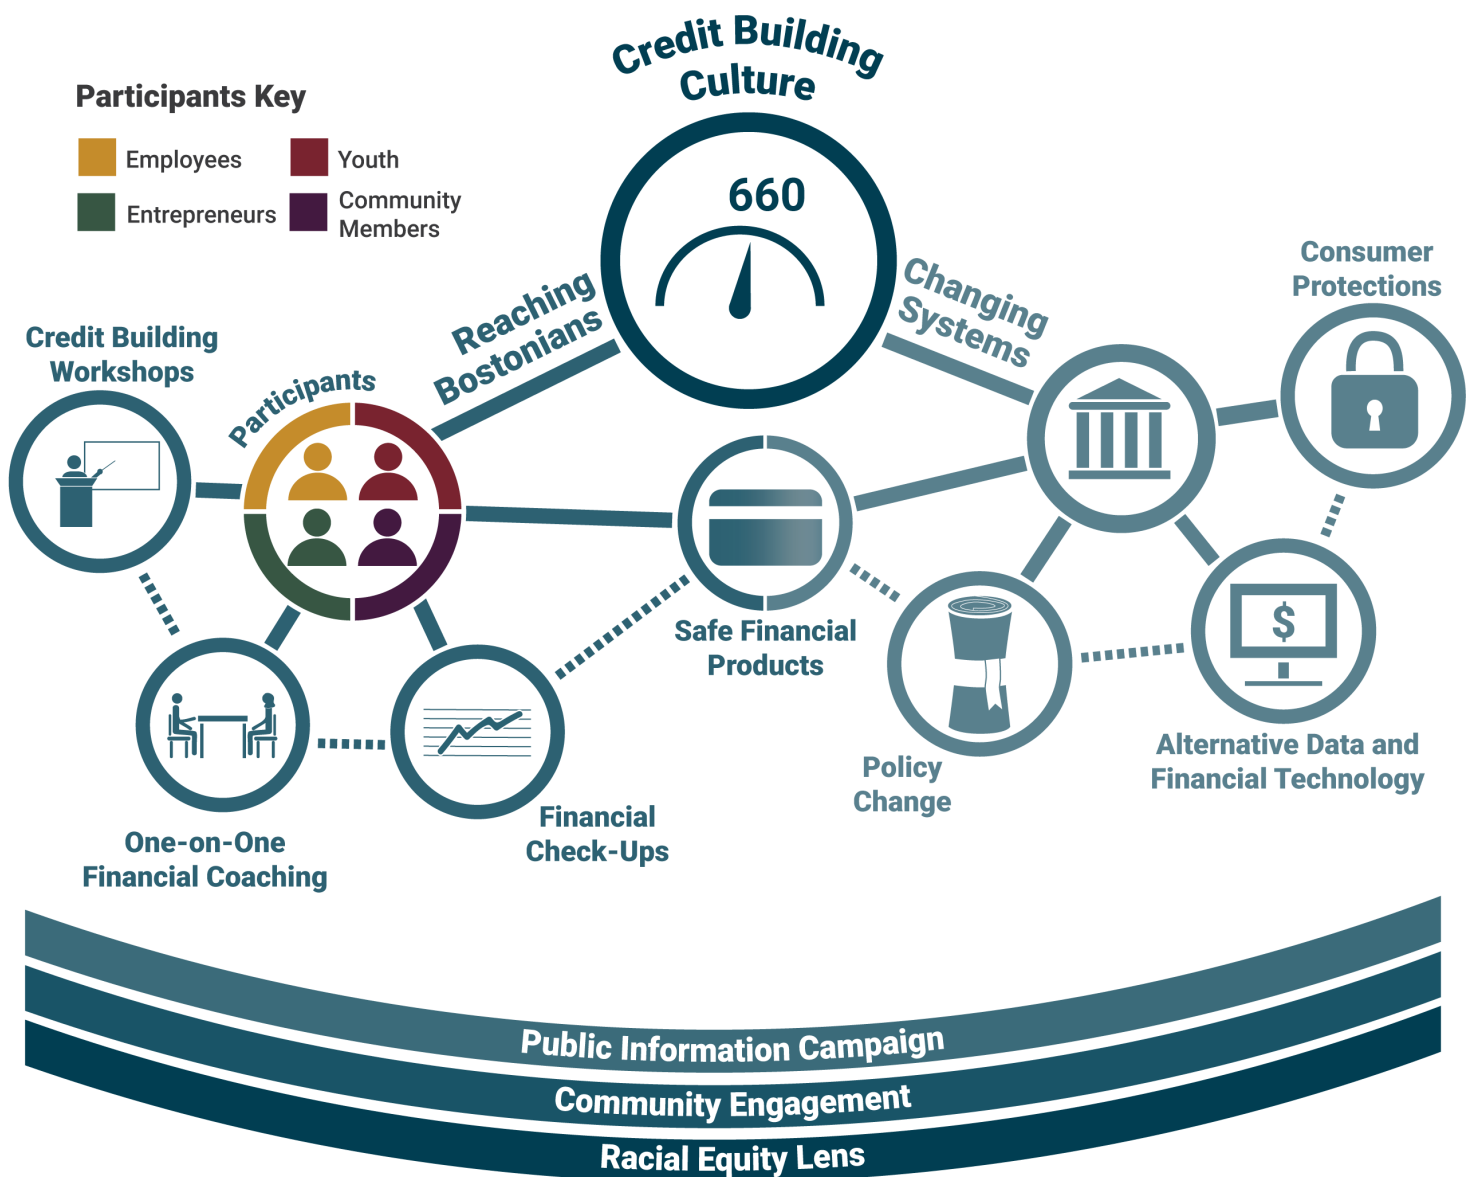 Credit Building
Culture
Participants Key
Employees
Youth
Entrepreneurs
Community
Members
660
Reaching
Bostonians
Changing
Systems
Consumer
Protections
Credit Building
Workshops
Participants
Safe Financial
Products
$
Policy
Change
Alternative Data and
Financial Technology
One-on-One
Financial Coaching
Financial
Check-Ups
Public Information Campaign
Community Engagement
Racial Equity Lens